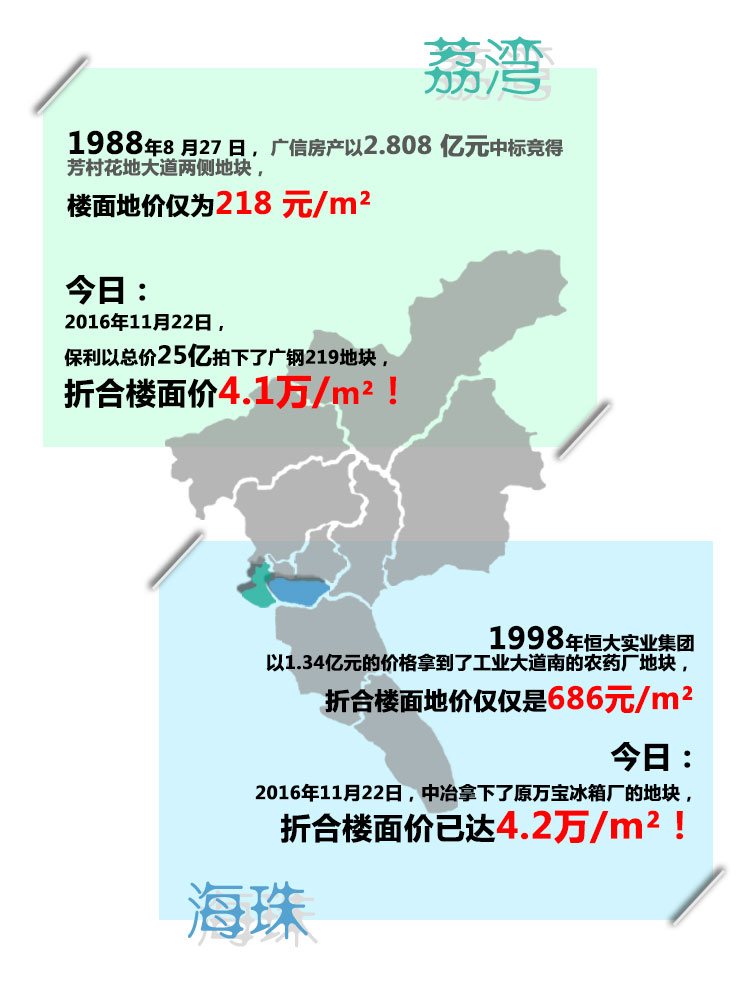 荔湾
1988年8 月27 日， 广信房产以2.808 亿元中标竞得
芳村花地大道两侧地块，
楼面地价仅为218 元/m²
今日：
2016年11月22日，
保利以总价25亿拍下了广钢219地块，
折合楼面价4.1万/m²！
1998年恒大实业集团
以1.34亿元的价格拿到了工业大道南的农药厂地块，
折合楼面地价仅仅是686元/m²
今日：
2016年11月22日，中冶拿下了原万宝冰箱厂的地块，
折合楼面价已达4.2万/m²！
海珠